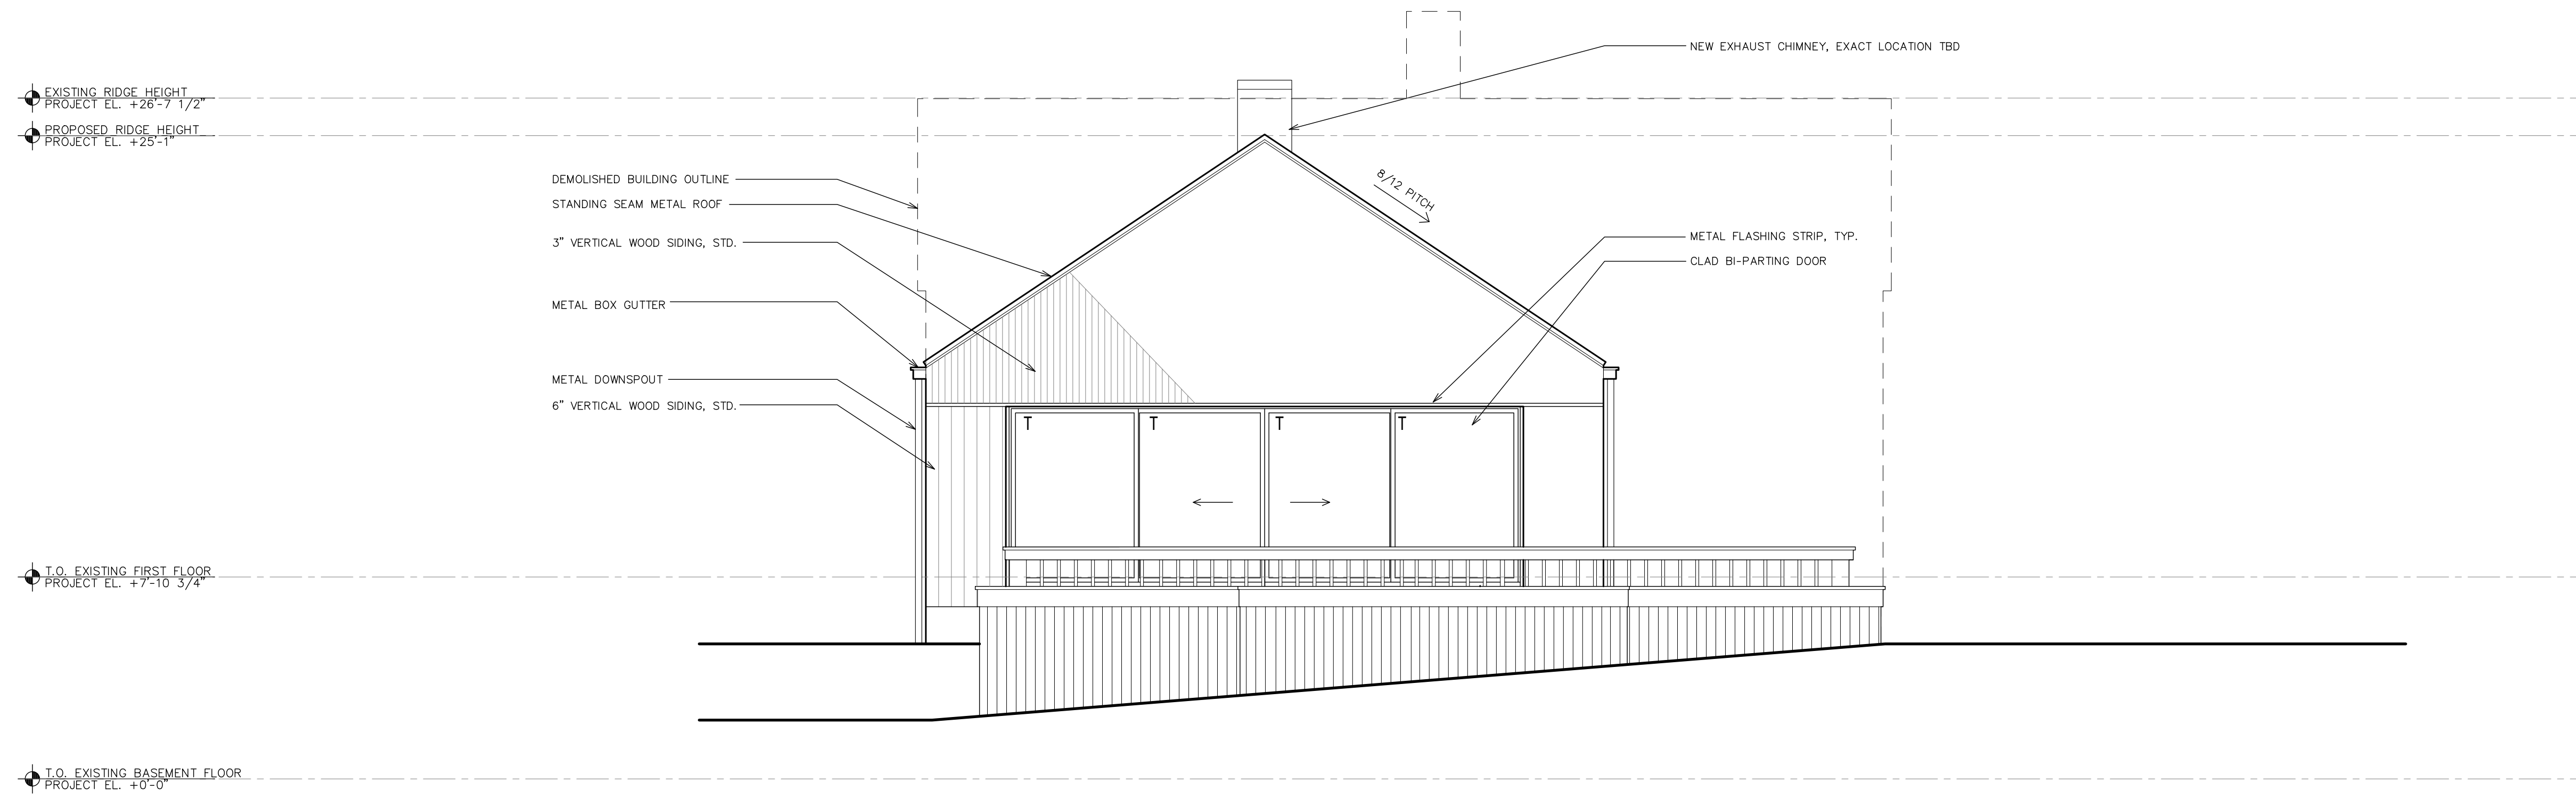 NEW EXHAUST CHIMNEY, EXACT LOCATION TBD
EXISTING RIDGE HEIGHT
PROJECT EL. +26'-7 1/2"
PROPOSED RIDGE HEIGHT
PROJECT EL. +25'-1"
DEMOLISHED BUILDING OUTLINE
STANDING SEAM METAL ROOF
3" VERTICAL WOOD SIDING, STD.
METAL BOX GUTTER
METAL DOWNSPOUT
6" VERTICAL WOOD SIDING, STD.
8/12 PITCH
METAL FLASHING STRIP, TYP.
CLAD BI-PARTING DOOR
T T T T
T.O. EXISTING FIRST FLOOR
PROJECT EL. +7'-10 3/4"
T.O. EXISTING BASEMENT FLOOR
PROJECT EL. +0'-0"